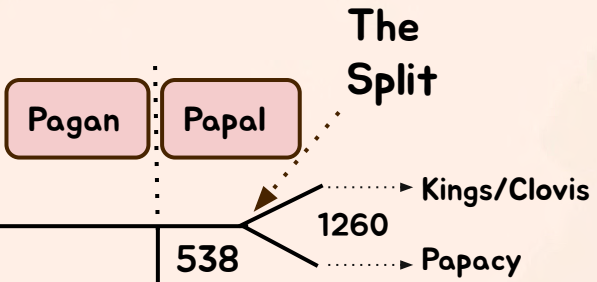 The
Split
Pagan
Papal
Kings/Clovis
1260
538
Papacy